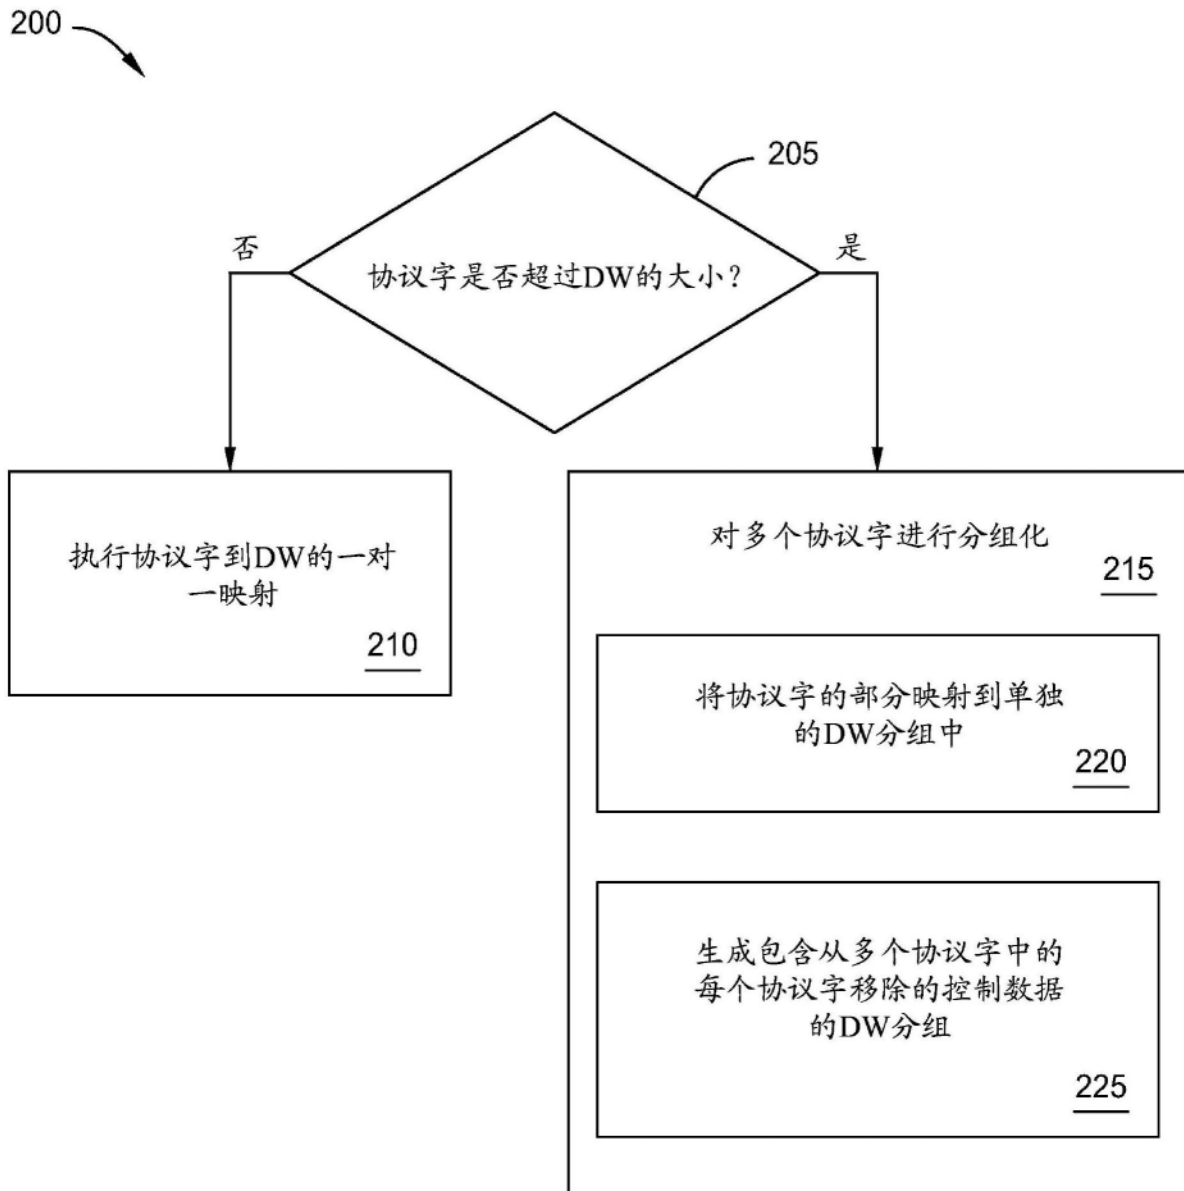 200
205
否
是
协议字是否超过DW的大小？
执行协议字到DW的一对
一映射
210
对多个协议字进行分组化
215
将协议字的部分映射到单独
的DW分组中
220
生成包含从多个协议字中的
每个协议字移除的控制数据
的DW分组
225